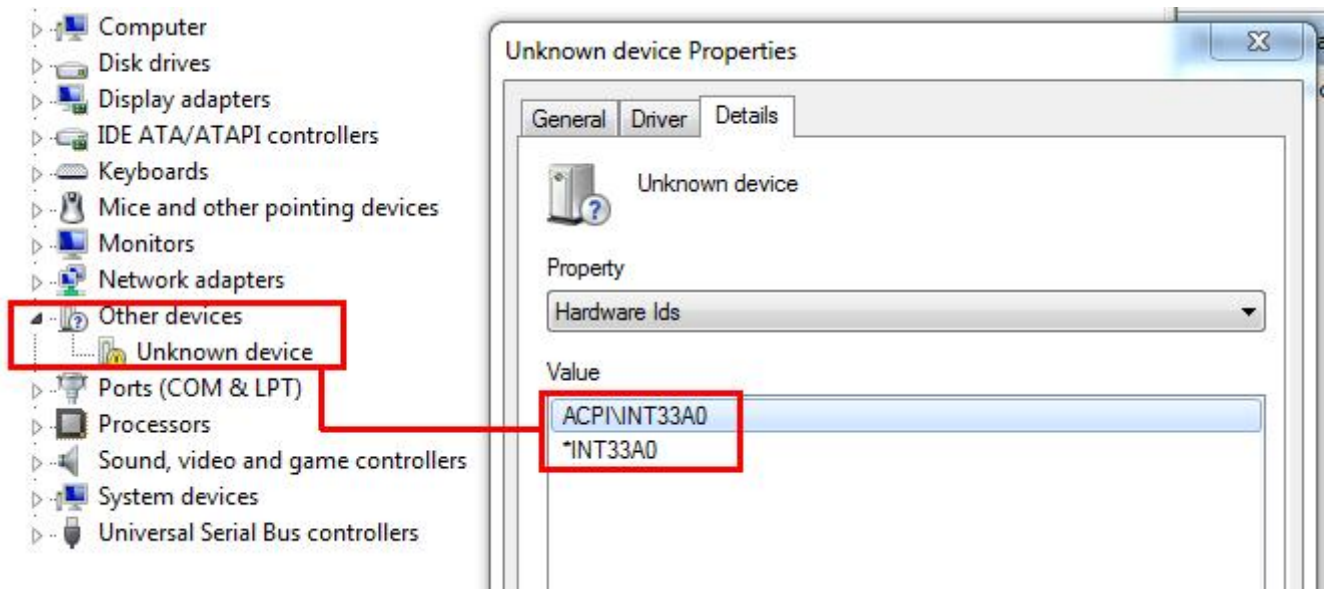 Computer
Disk drives
Display adapters
IDE ATA/ATAPI controllers
Keyboards
Mice and other pointing devices
Monitors
Network adapters
Other devices
Unknown device
Ports (COM & LPT)
Processors
Sound, video and game controllers
System devices
Universal Serial Bus controllers
Unknown device Properties
General Driver Details
Unknown device
Property
Hardware Ids
Value
ACPI\INT33A0
*INT33A0